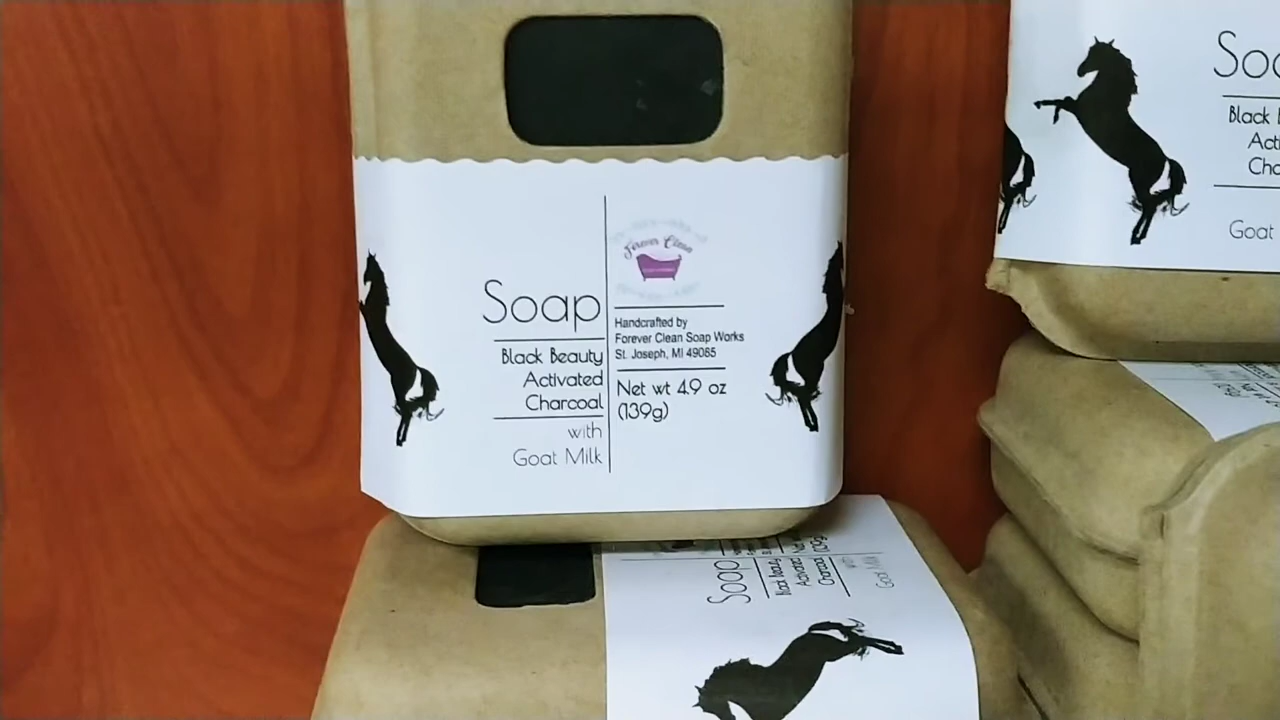 Soap
Black Beauty
Activated
Charcoal
with
Goat Milk
Forever Clean
Handcrafted by
Forever Clean Soap Works
St. Joseph, MI 49085
Net wt 4.9 oz
(139g)
Soap
Black Beauty
Activated
Charcoal
with
Goat Milk
Soa
Black B
Acti
Cha
Goat